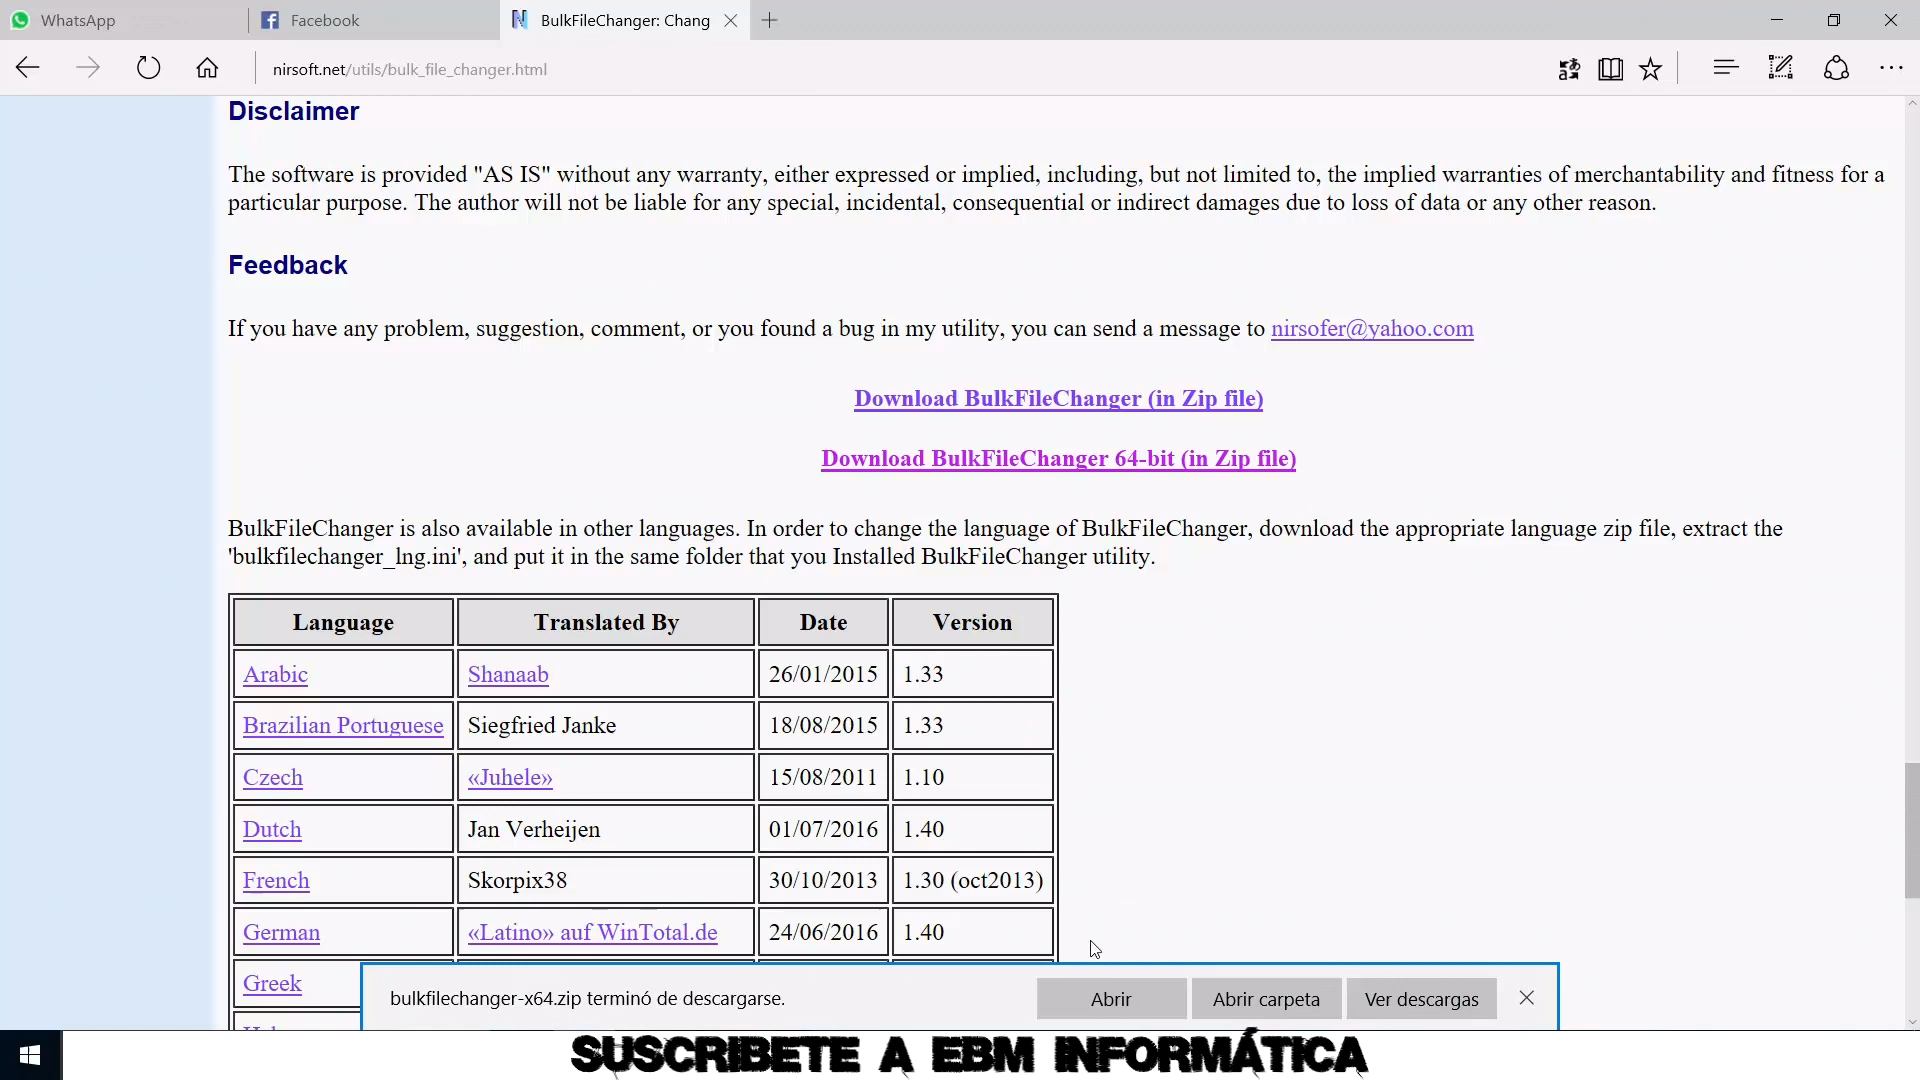 WhatsApp
Facebook
BulkFileChanger: Chang
nirsoft.net/utils/bulk_file_changer.html
Disclaimer
The software is provided "AS IS" without any warranty, either expressed or implied, including, but not limited to, the implied warranties of merchantability and fitness for a
particular purpose. The author will not be liable for any special, incidental, consequential or indirect damages due to loss of data or any other reason.
Feedback
If you have any problem, suggestion, comment, or you found a bug in my utility, you can send a message to nirsofer@yahoo.com
Download BulkFileChanger (in Zip file)
Download BulkFileChanger 64-bit (in Zip file)
BulkFileChanger is also available in other languages. In order to change the language of BulkFileChanger, download the appropriate language zip file, extract the
'bulkfilechanger_lng.ini', and put it in the same folder that you Installed BulkFileChanger utility.
Language Translated By Date Version
Arabic Shanaab 26/01/2015 1.33
Brazilian Portuguese Siegfried Janke 18/08/2015 1.33
Czech «Juhele» 15/08/2011 1.10
Dutch Jan Verheijen 01/07/2016 1.40
French Skorpix38 30/10/2013 1.30 (oct2013)
German «Latino» auf WinTotal.de 24/06/2016 1.40
Greek
bulkfilechanger-x64.zip terminó de descargarse. Abrir Abrir carpeta Ver descargas
SUSCRIBETE A EBM INFORMÁTICA